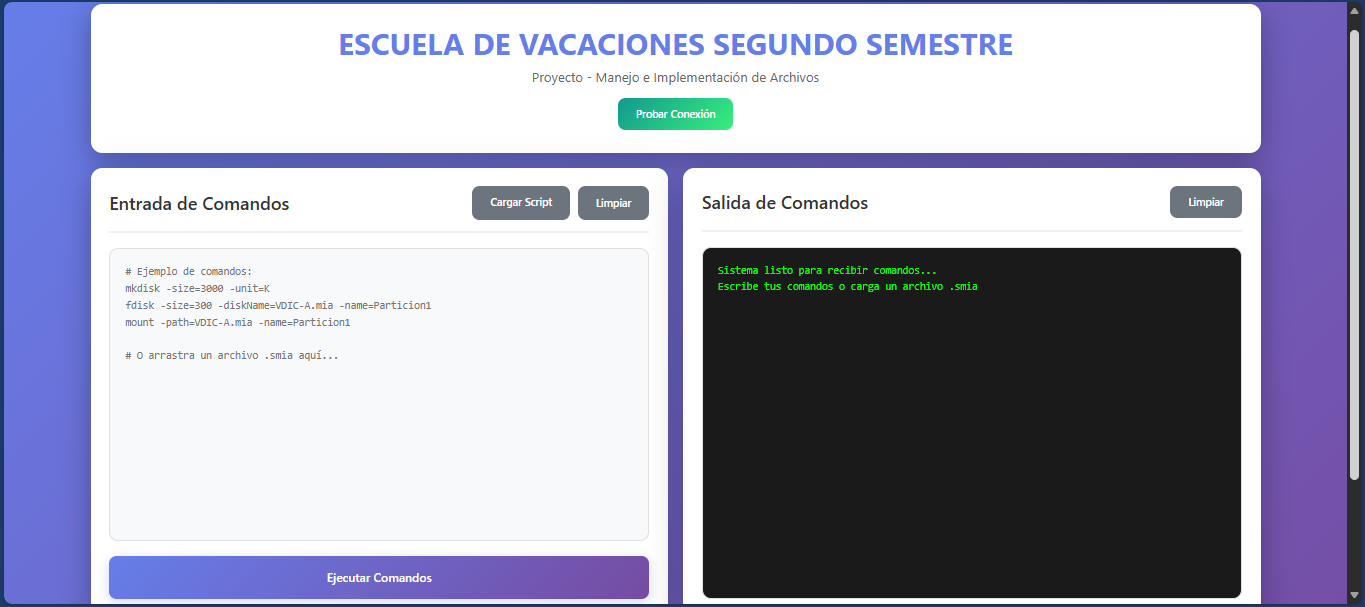 ESCUELA DE VACACIONES SEGUNDO SEMESTRE
Proyecto - Manejo e Implementación de Archivos
Probar Conexión
Entrada de Comandos
Cargar Script
Limpiar
# Ejemplo de comandos:
mkdisk -size=3000 -unit=K
fdisk -size=300 -diskName=VDIC-A.mia -name=Particion1
mount -path=VDIC-A.mia -name=Particion1
# O arrastra un archivo .smia aquí...
Ejecutar Comandos
Salida de Comandos
Limpiar
Sistema listo para recibir comandos...
Escribe tus comandos o carga un archivo .smia